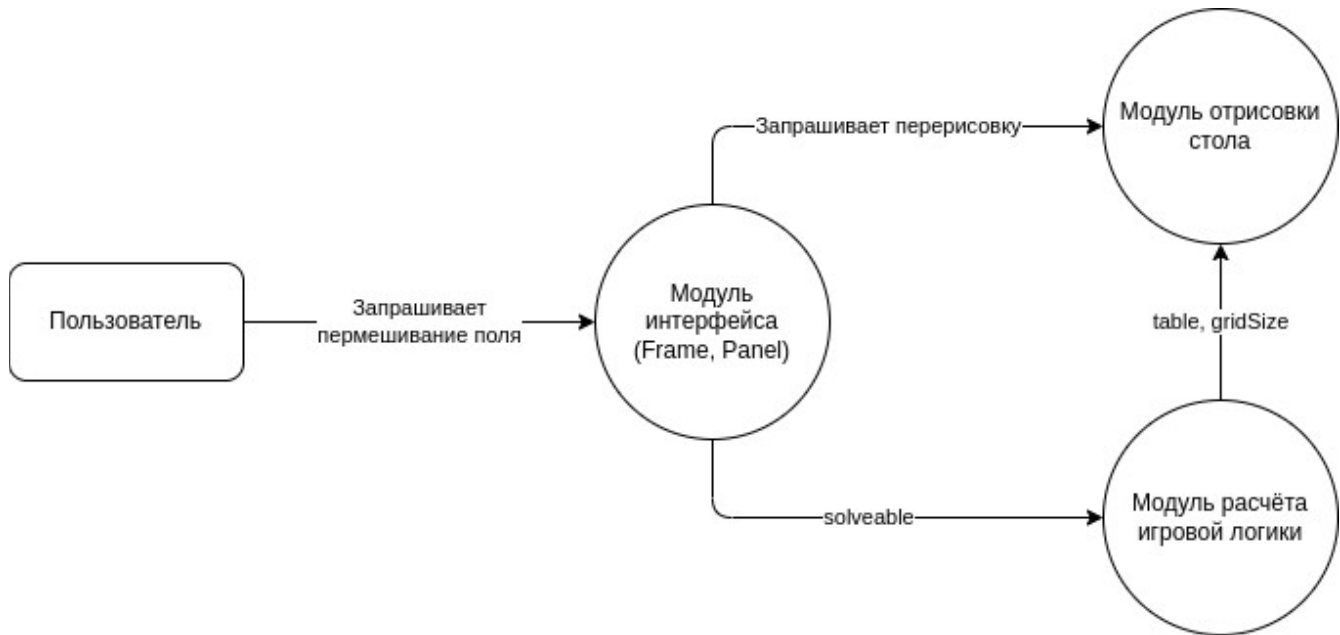 Модуль отрисовки
стола
Запрашивает перерисовку
Модуль
интерфейса
(Frame, Panel)
Пользователь
Запрашивает
пермешивание поля
table, gridSize
solveable
Модуль расчёта
игровой логики